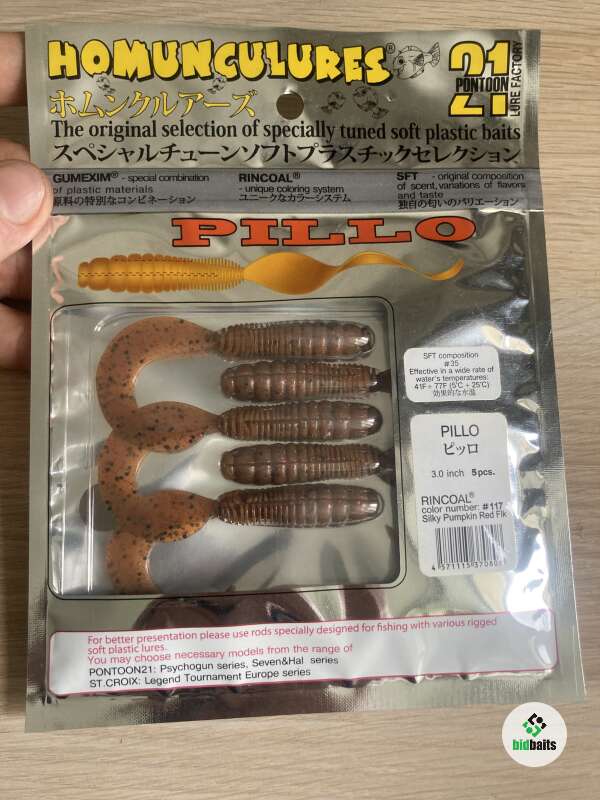 HOMUNCULURES®
21
PONTOON
LURE FACTORY
ホムンクルアーズ
The original selection of specially tuned soft plastic baits
スペシャルチューンソフトプラスチックセレクション
GUMEXIM® - special combination
of plastic materials
原料の特別なコンビネーション
RINCOAL®
- unique coloring system
ユニークなカラーシステム
SFT - original composition
of scent, variations of flavors
and taste
独自の匂いのバリエーション
PILLO
SFT composition
#35
Effective in a wide rate of
water's temperatures:
41F ÷ 77F (5℃ ÷ 25℃)
効果的な水温
PILLO
ピッロ
3.0 inch 5pcs.
RINCOAL®
color number: #117
Silky Pumpkin Red Flk
For better presentation please use rods specially designed for fishing with various rigged
soft plastic lures.
You may choose necessary models from the range of
PONTOON21: Psychogun series, Seven&Hal series
ST.CROIX: Legend Tournament Europe series
bidbaits